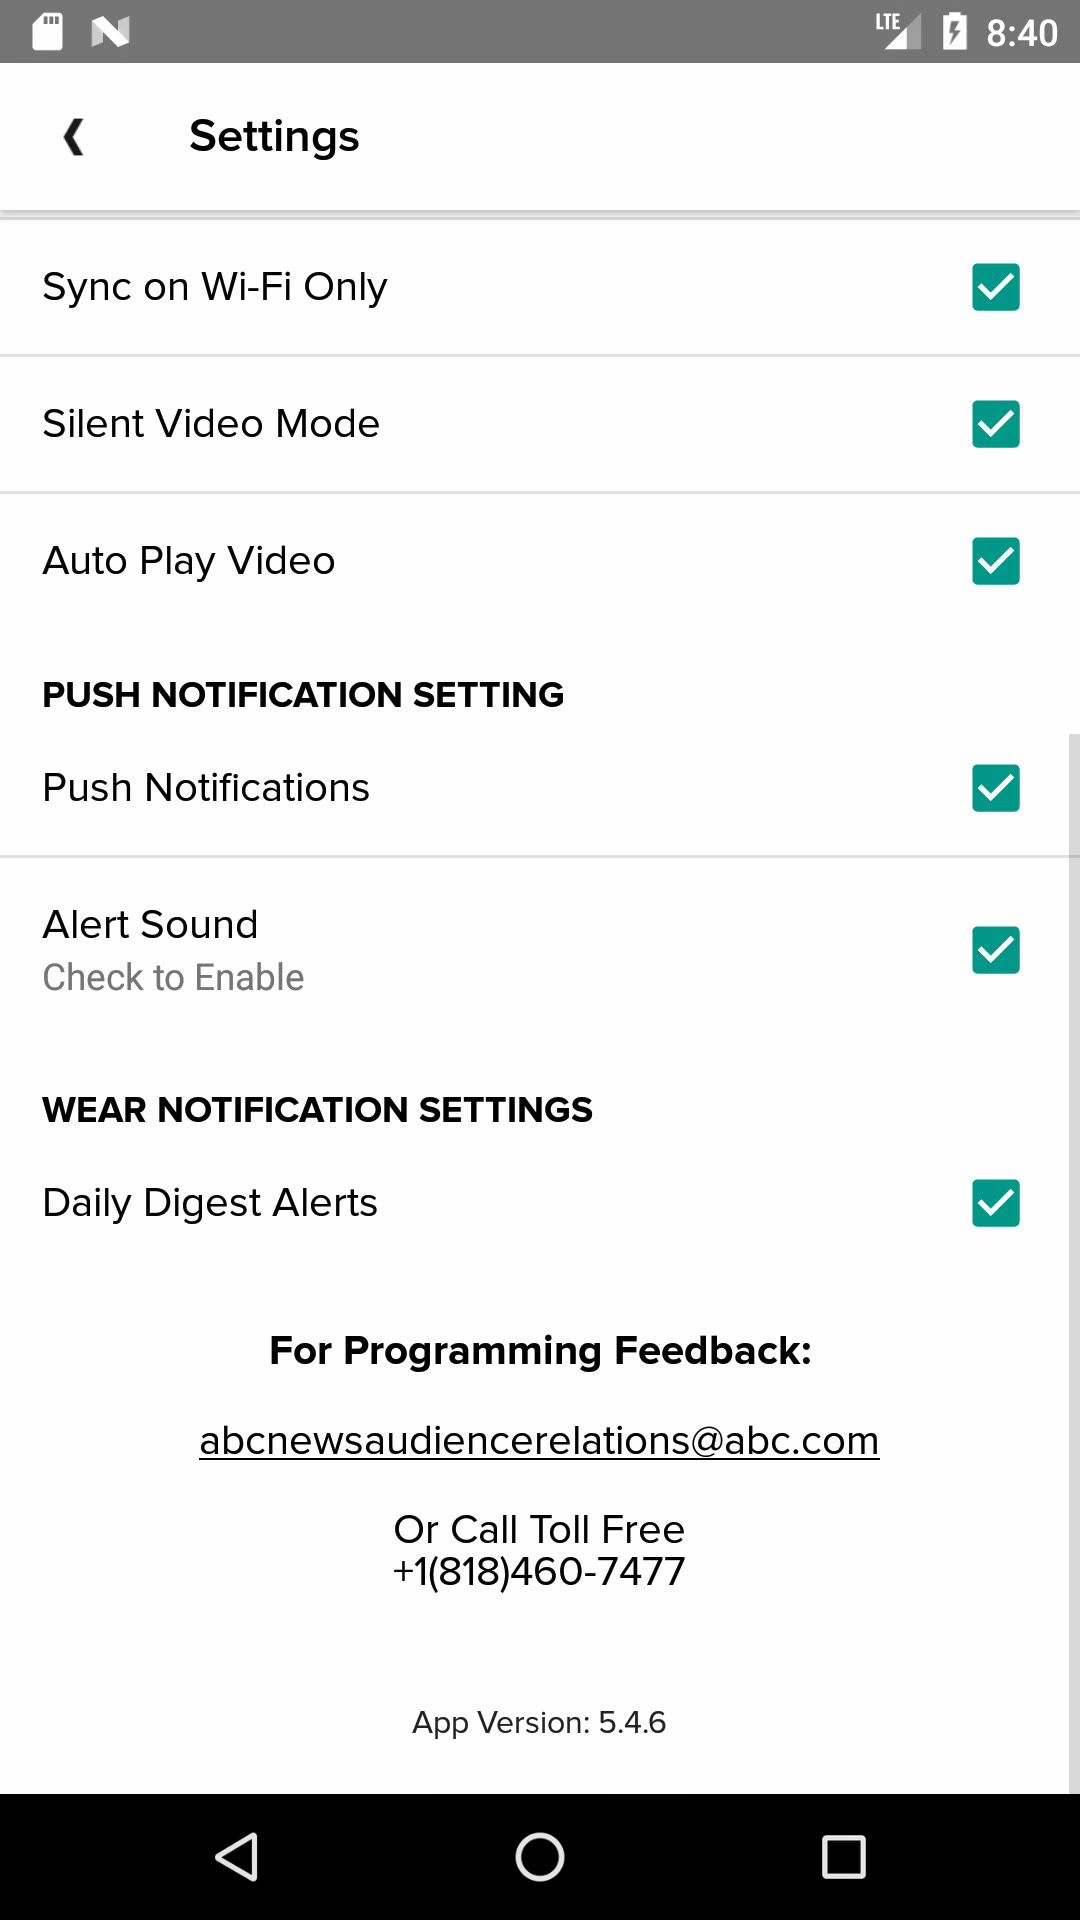 LTE 8:40
Settings
Sync on Wi-Fi Only
Silent Video Mode
Auto Play Video
PUSH NOTIFICATION SETTING
Push Notifications
Alert Sound
Check to Enable
WEAR NOTIFICATION SETTINGS
Daily Digest Alerts
For Programming Feedback:
abcnewsaudiencerelations@abc.com
Or Call Toll Free
+1(818)460-7477
App Version: 5.4.6